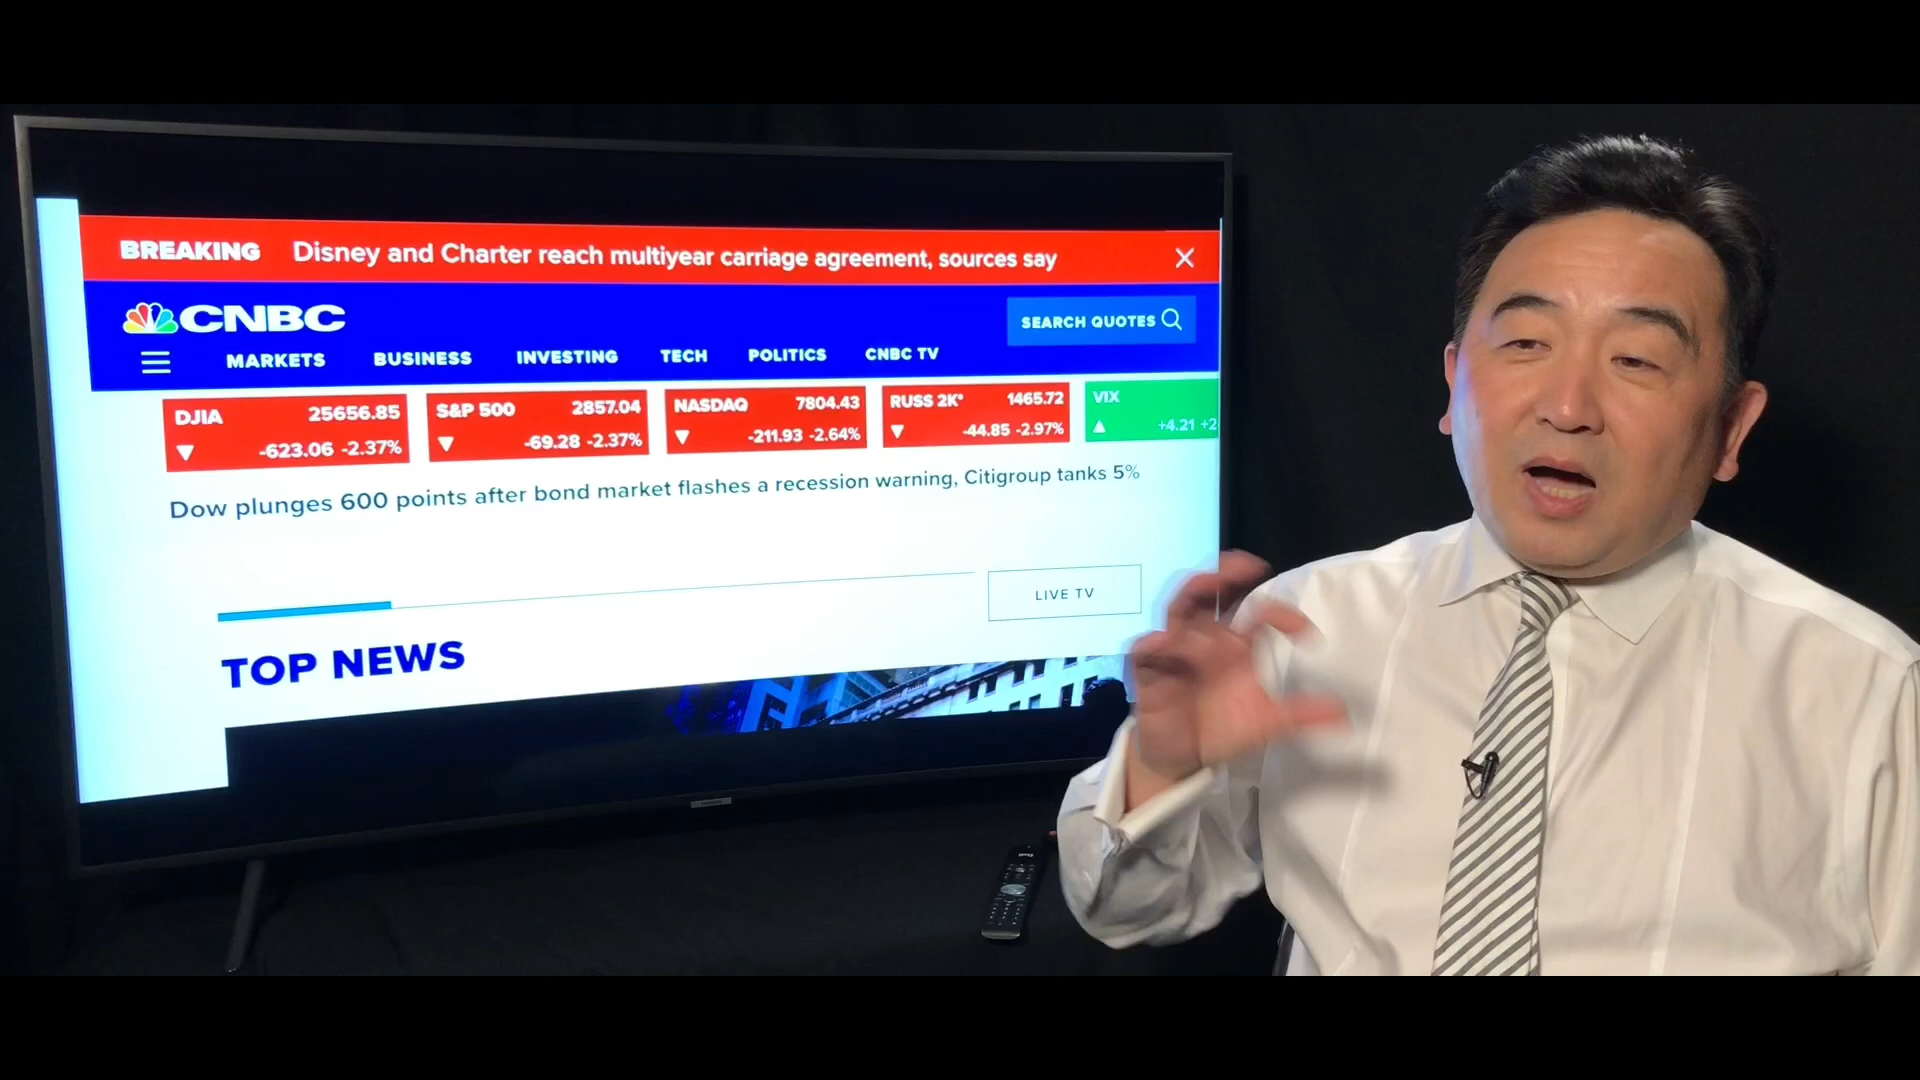 BREAKING Disney and Charter reach multiyear carriage agreement, sources say
CNBC
SEARCH QUOTES
MARKETS BUSINESS INVESTING TECH POLITICS CNBC TV
DJIA 25656.85
-623.06 -2.37%
S&P 500 2857.04
-69.28 -2.37%
NASDAQ 7804.43
-211.93 -2.64%
RUSS 2K* 1465.72
-44.85 -2.97%
VIX
+4.21 +2
Dow plunges 600 points after bond market flashes a recession warning, Citigroup tanks 5%
LIVE TV
TOP NEWS